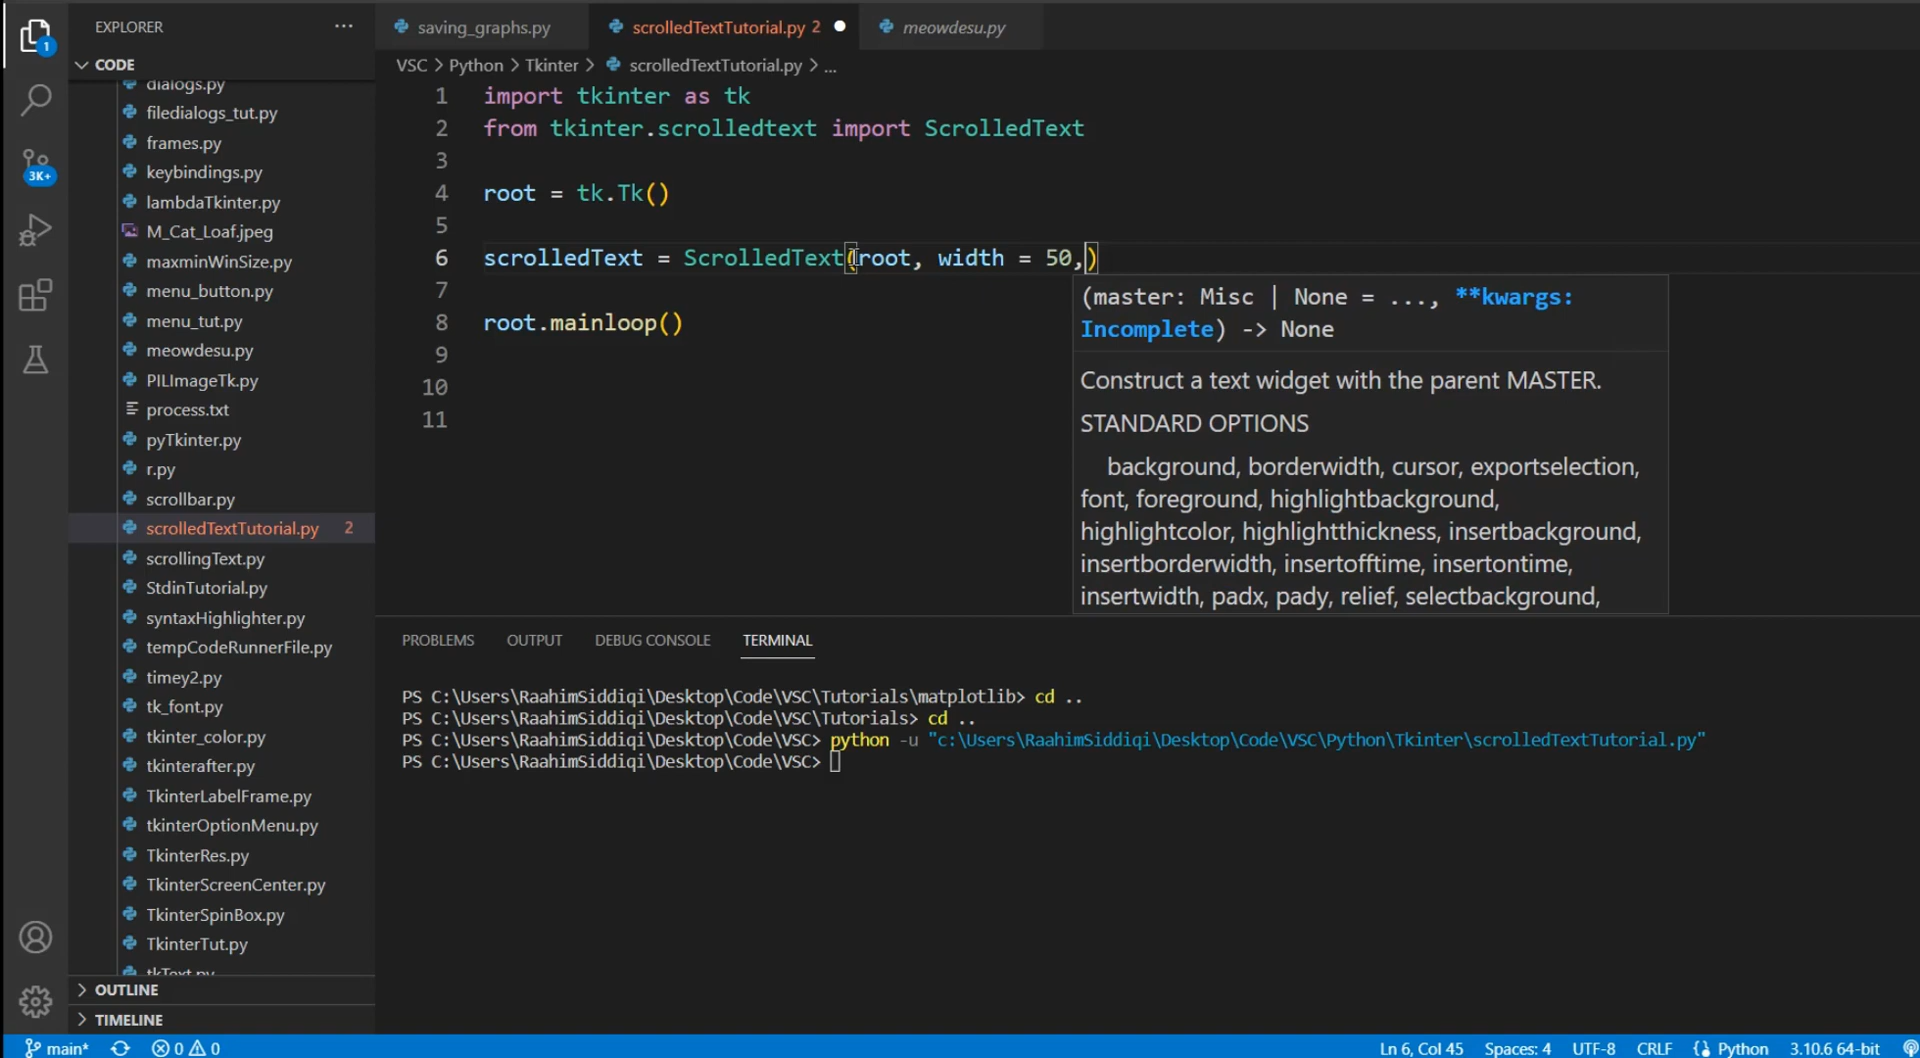 EXPLORER
···
CODE
1
3K+
dialogs.py
filedialogs_tut.py
frames.py
keybindings.py
lambdaTkinter.py
M_Cat_Loaf.jpeg
maxminWinSize.py
menu_button.py
menu_tut.py
meowdesu.py
PILImageTk.py
process.txt
pyTkinter.py
r.py
scrollbar.py
scrolledTextTutorial.py 2
scrollingText.py
StdinTutorial.py
syntaxHighlighter.py
tempCodeRunnerFile.py
timey2.py
tk_font.py
tkinter_color.py
tkinterafter.py
TkinterLabelFrame.py
tkinterOptionMenu.py
TkinterRes.py
TkinterScreenCenter.py
TkinterSpinBox.py
TkinterTut.py
tkText.py
OUTLINE
TIMELINE
saving_graphs.py scrolledTextTutorial.py 2 meowdesu.py
VSC > Python > Tkinter > scrolledTextTutorial.py > ...
1 import tkinter as tk
2 from tkinter.scrolledtext import ScrolledText
3
4 root = tk.Tk()
5
6 scrolledText = ScrolledText(root, width = 50,)
7
8 root.mainloop()
9
10
11
(master: Misc | None = ..., **kwargs:
Incomplete) -> None
Construct a text widget with the parent MASTER.
STANDARD OPTIONS
background, borderwidth, cursor, exportselection,
font, foreground, highlightbackground,
highlightcolor, highlightthickness, insertbackground,
insertborderwidth, insertofftime, insertontime,
insertwidth, padx, pady, relief, selectbackground,
PROBLEMS OUTPUT DEBUG CONSOLE TERMINAL
PS C:\Users\RaahimSiddiqi\Desktop\Code\VSC\Tutorials\matplotlib> cd ..
PS C:\Users\RaahimSiddiqi\Desktop\Code\VSC\Tutorials> cd ..
PS C:\Users\RaahimSiddiqi\Desktop\Code\VSC> python -u "c:\Users\RaahimSiddiqi\Desktop\Code\VSC\Python\Tkinter\scrolledTextTutorial.py"
PS C:\Users\RaahimSiddiqi\Desktop\Code\VSC>
main* 0 0 Ln 6, Col 45 Spaces: 4 UTF-8 CRLF Python 3.10.6 64-bit